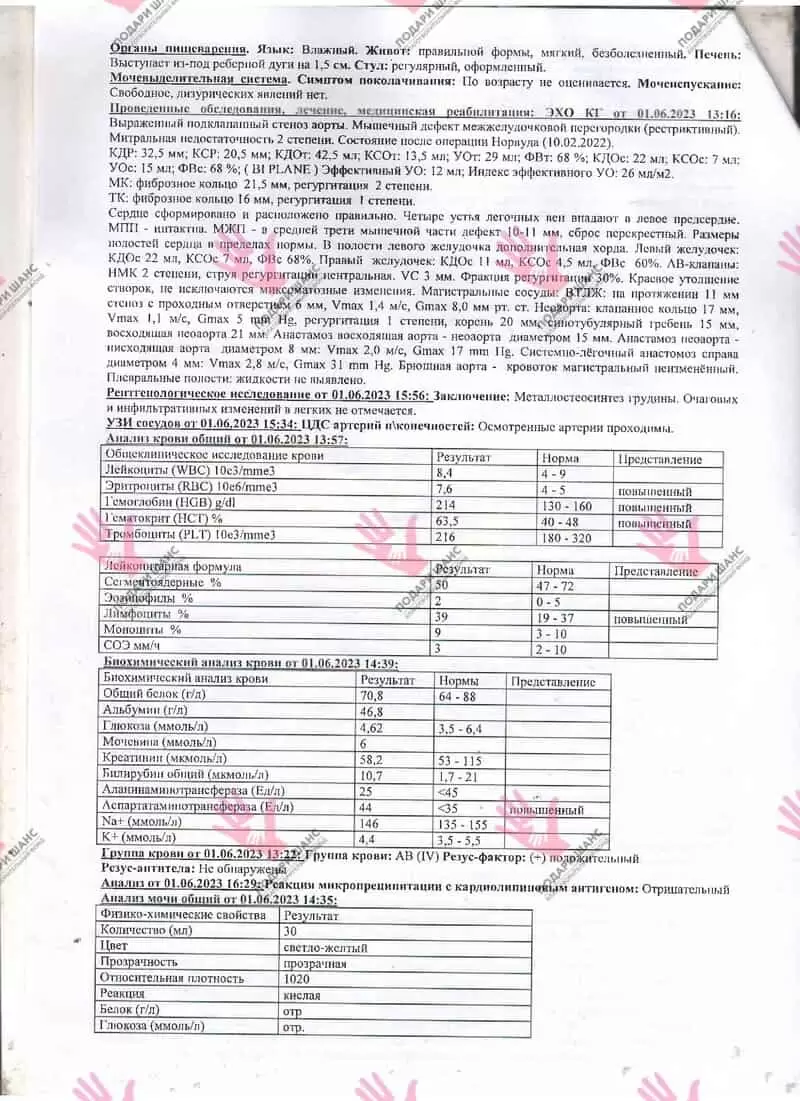 Органы пищеварения. Язык: Влажный. Живот: правильной формы, мягкий, безболезненный. Печень:
Выступает из-под реберной дуги на 1,5 см. Стул: регулярный, оформленный.
Мочевыделительная система. Симптом поколачивания: По возрасту не оценивается. Мочеиспускание:
Свободное, дизурических явлений нет.
Проведенные обследования, лечение, медицинская реабилитация: ЭХО КГ от 01.06.2023 13:16:
Выраженный подклапанный стеноз аорты. Мышечный дефект межжелудочковой перегородки (рестриктивный).
Митральная недостаточность 2 степени. Состояние после операции Норвуда (10.02.2022).
КДР: 32,5 мм; КСР: 20,5 мм; КДОт: 42,5 мл; КСОт: 13,5 мл; УОт: 29 мл; ФВт: 68 %; КДОс: 22 мл; КСОс: 7 мл;
УОс: 15 мл; ФВс: 68 %; ( BI PLANE ) Эффективный УО: 12 мл; Индекс эффективного УО: 26 мл/м2.
МК: фиброзное кольцо 21,5 мм, регургитация 2 степени.
ТК: фиброзное кольцо 16 мм, регургитация 1 степени.
Сердце сформировано и расположено правильно. Четыре устья легочных вен впадают в левое предсердие.
МПП - интактна. МЖП - в средней трети мышечной части дефект 10-11 мм, сброс перекрестный. Размеры
полостей сердца в пределах нормы. В полости левого желудочка дополнительная хорда. Левый желудочек:
КДОс 22 мл, КСОс 7 мл, ФВс 68%. Правый желудочек: КДОс 11 мл, КСОс 4,5 мл, ФВс 60%. АВ-клапаны:
НМК 2 степени, струя регургитации центральная. VC 3 мм. Фракция регургитации 30%. Краевое утолщение
створок, не исключаются миксоматозные изменения. Магистральные сосуды: ВТЛЖ: на протяжении 11 мм
стеноз с проходным отверстием 6 мм, Vmax 1,4 м/с, Gmax 8,0 мм рт. ст. Неоаорта: клапанное кольцо 17 мм,
Vmax 1,1 м/с, Gmax 5 mm Hg, регургитация 1 степени, корень 20 мм, синотубулярный гребень 15 мм,
восходящая неоаорта 21 мм. Анастомоз восходящая аорта - неоаорта диаметром 15 мм. Анастомоз неоаорта -
нисходящая аорта диаметром 8 мм: Vmax 2,0 м/с, Gmax 17 mm Hg. Системно-лёгочный анастомоз справа
диаметром 4 мм: Vmax 2,8 м/с, Gmax 31 mm Hg. Брюшная аорта - кровоток магистральный неизменённый.
Плевральные полости: жидкости не выявлено.
Рентгенологическое исследование от 01.06.2023 15:56: Заключение: Металлостеосинтез грудины. Очаговых
и инфильтративных изменений в легких не отмечается.
УЗИ сосудов от 01.06.2023 15:34: ЦДС артерий н\конечностей: Осмотренные артерии проходимы.
Анализ крови общий от 01.06.2023 13:57:
Общеклиническое исследование крови Результат Норма Представление
Лейкоциты (WBC) 10e3/mme3 8,4 4 - 9
Эритроциты (RBC) 10e6/mme3 7,6 4 - 5 повышенный
Гемоглобин (HGB) g/dl 214 130 - 160 повышенный
Гематокрит (HCT) % 63,5 40 - 48 повышенный
Тромбоциты (PLT) 10e3/mme3 216 180 - 320
Лейкоцитарная формула Результат Норма Представление
Сегментоядерные % 50 47 - 72
Эозинофилы % 2 0 - 5
Лимфоциты % 39 19 - 37 повышенный
Моноциты % 9 3 - 10
СОЭ мм/ч 3 2 - 10
Биохимический анализ крови от 01.06.2023 14:39:
Биохимический анализ крови Результат Нормы Представление
Общий белок (г/л) 70,8 64 - 88
Альбумин (г/л) 46,8
Глюкоза (ммоль/л) 4,62 3,5 - 6,4
Мочевина (ммоль/л) 6
Креатинин (мкмоль/л) 58,2 53 - 115
Билирубин общий (мкмоль/л) 10,7 1,7 - 21
Аланинаминотрансфераза (Ел/л) 25 <45
Аспартатаминотрансфераза (Ел/л) 44 <35 повышенный
Na+ (ммоль/л) 146 135 - 155
K+ (ммоль/л) 4,4 3,5 - 5,5
Группа крови от 01.06.2023 13:22: Группа крови: AB (IV) Резус-фактор: (+) положительный
Резус-антитела: Не обнаружены
Анализ от 01.06.2023 16:29: Реакция микропреципитации с кардиолипиновым антигеном: Отрицательный
Анализ мочи общий от 01.06.2023 14:35:
Физико-химические свойства Результат
Количество (мл) 30
Цвет светло-желтый
Прозрачность прозрачная
Относительная плотность 1020
Реакция кислая
Белок (г/л) отр
Глюкоза (ммоль/л) отр.
ПОДАРИ ШАНС